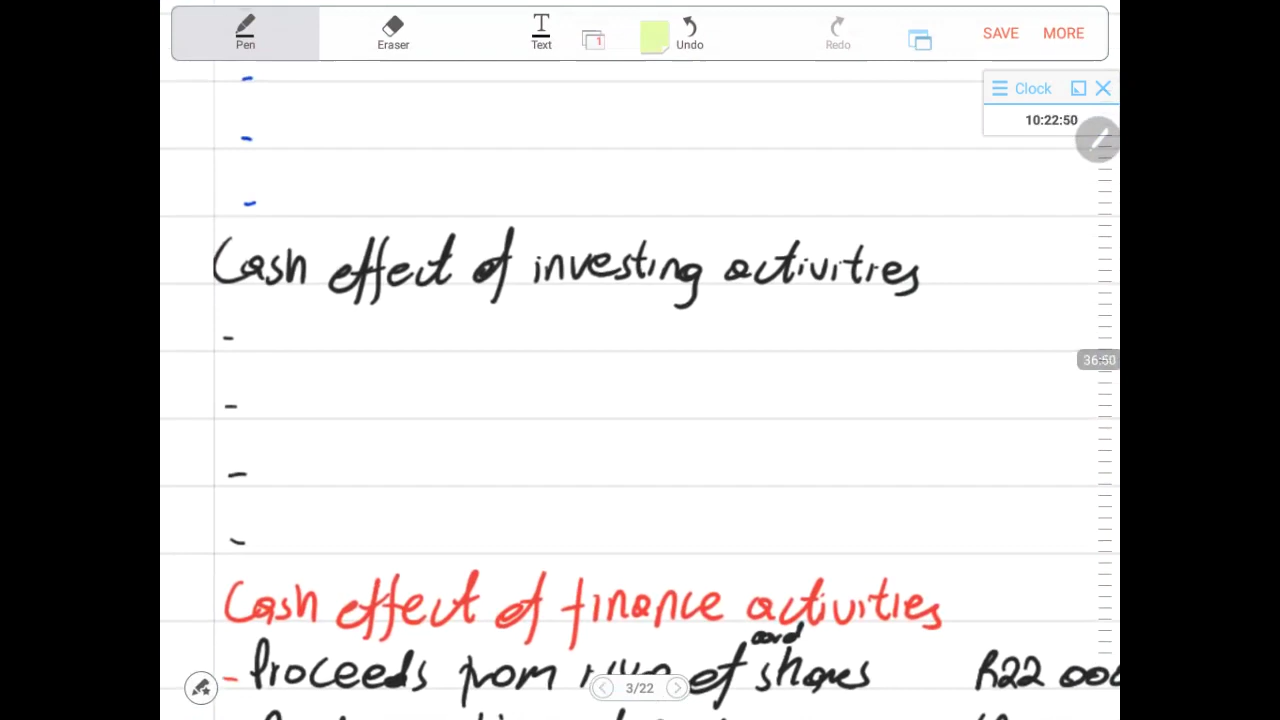 Pen Eraser Text 1 Undo Redo SAVE MORE
Clock
10:22:50
-
-
-
Cash effect of investing activities
36:50
-
-
-
-
Cash effect of finance activities
- Proceeds from of shares R22 000
3/22